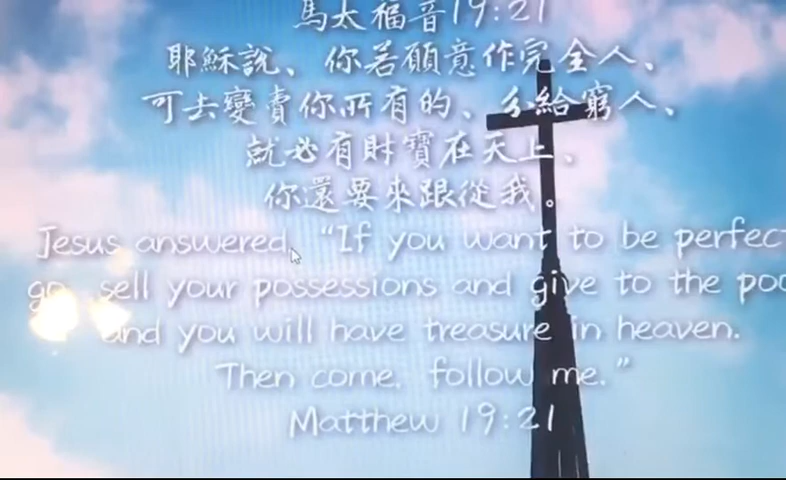 馬太福音19:21
耶穌說、你若願意作完全人、
可去變賣你所有的、分給窮人、
就必有財寶在天上、
你還要來跟從我。
Jesus answered, "If you want to be perfect
go, sell your possessions and give to the poo
and you will have treasure in heaven.
Then come, follow me."
Matthew 19:21